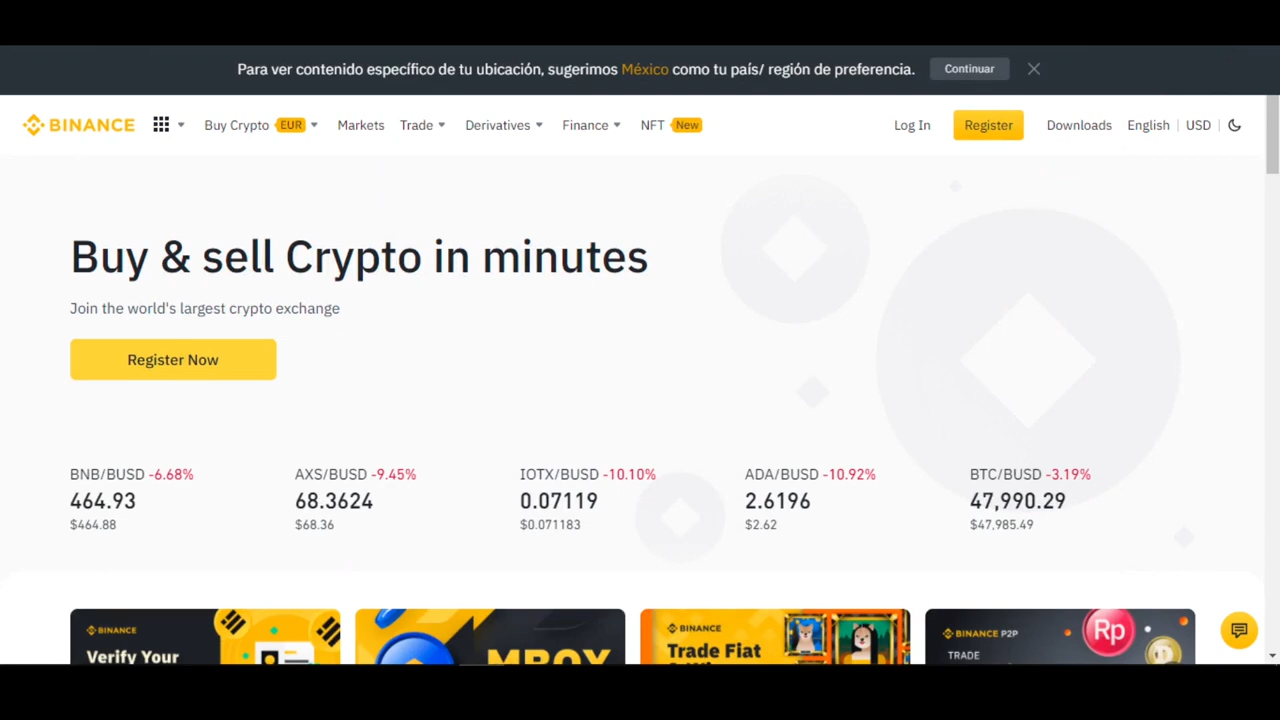 Para ver contenido específico de tu ubicación, sugerimos México como tu país/ región de preferencia. Continuar
BINANCE Buy Crypto EUR Markets Trade Derivatives Finance NFT New Log In Register Downloads English USD
Buy & sell Crypto in minutes
Join the world's largest crypto exchange
Register Now
BNB/BUSD -6.68%
464.93
$464.88
AXS/BUSD -9.45%
68.3624
$68.36
IOTX/BUSD -10.10%
0.07119
$0.071183
ADA/BUSD -10.92%
2.6196
$2.62
BTC/BUSD -3.19%
47,990.29
$47,985.49
BINANCE
Verify Your
MBOX
BINANCE
Trade Fiat
BINANCE P2P
TRADE
Rp